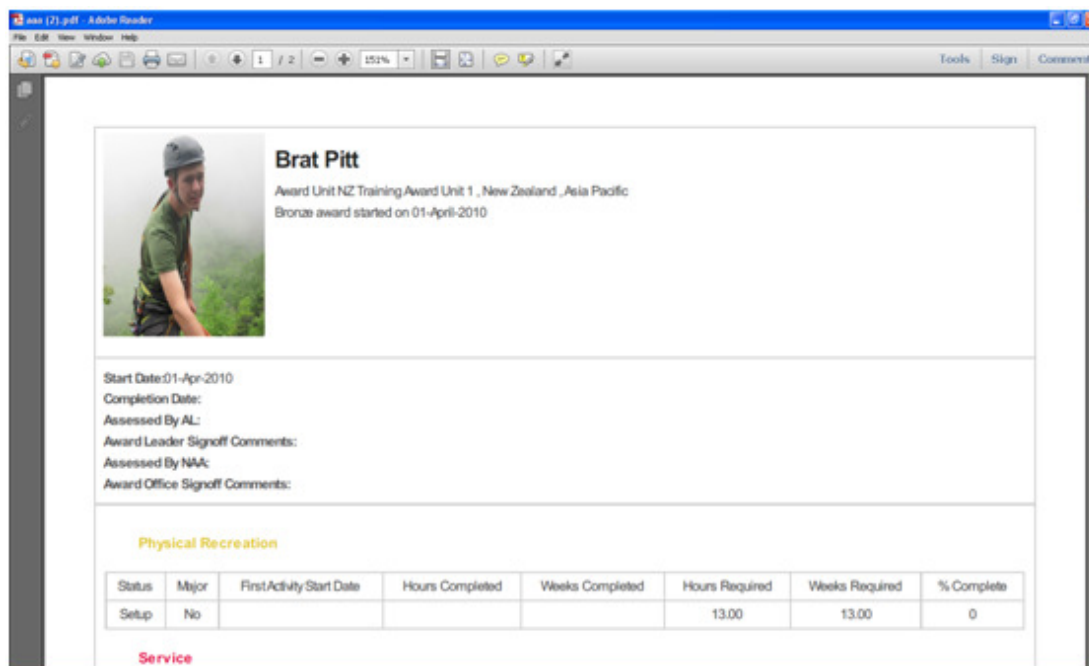 aaa (2).pdf - Adobe Reader
File Edit View Window Help
1 / 2 151% Tools Sign Comment
Brat Pitt
Award Unit NZ Training Award Unit 1 , New Zealand , Asia Pacific
Bronze award started on 01-April-2010
Start Date:01-Apr-2010
Completion Date:
Assessed By AL:
Award Leader Signoff Comments:
Assessed By NAA:
Award Office Signoff Comments:
Physical Recreation
Status Major First Activity Start Date Hours Completed Weeks Completed Hours Required Weeks Required % Complete
Setup No 13.00 13.00 0
Service